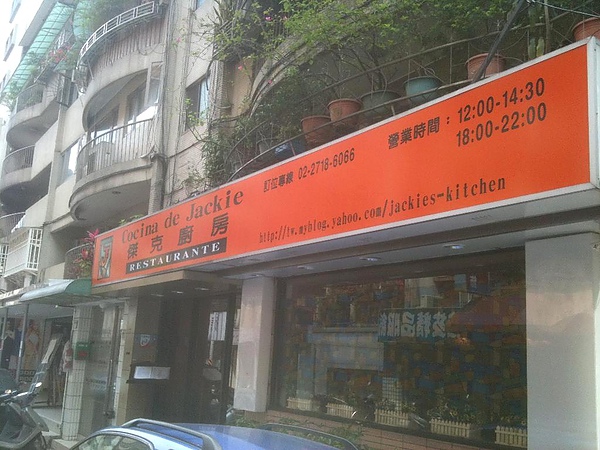 Cocina de Jackie
傑克廚房
RESTAURANTE
訂位專線 02-2718-6066
營業時間：12:00-14:30
18:00-22:00
http://tw.myblog.yahoo.com/jackies-kitchen